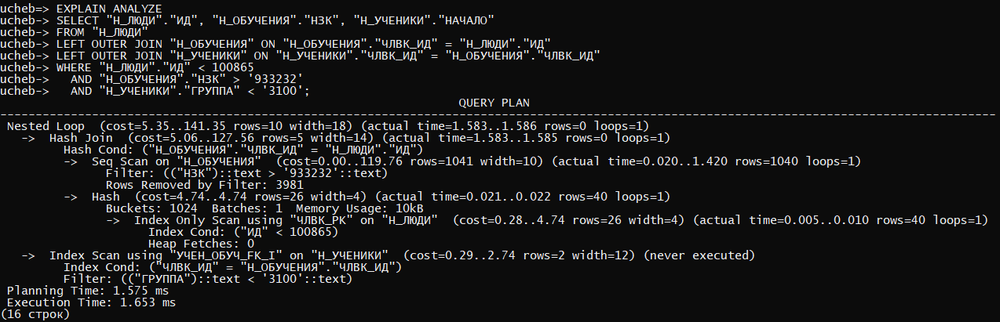 ucheb=> EXPLAIN ANALYZE
ucheb-> SELECT "Н_ЛЮДИ"."ИД", "Н_ОБУЧЕНИЯ"."НЗК", "Н_УЧЕНИКИ"."НАЧАЛО"
ucheb-> FROM "Н_ЛЮДИ"
ucheb-> LEFT OUTER JOIN "Н_ОБУЧЕНИЯ" ON "Н_ОБУЧЕНИЯ"."ЧЛВК_ИД" = "Н_ЛЮДИ"."ИД"
ucheb-> LEFT OUTER JOIN "Н_УЧЕНИКИ" ON "Н_УЧЕНИКИ"."ЧЛВК_ИД" = "Н_ОБУЧЕНИЯ"."ЧЛВК_ИД"
ucheb-> WHERE "Н_ЛЮДИ"."ИД" < 100865
ucheb->   AND "Н_ОБУЧЕНИЯ"."НЗК" > '933232'
ucheb->   AND "Н_УЧЕНИКИ"."ГРУППА" < '3100';
QUERY PLAN
-----------------------------------------------------------------------------------------------------------------------------------------------
Nested Loop  (cost=5.35..141.35 rows=10 width=18) (actual time=1.583..1.586 rows=0 loops=1)
  ->  Hash Join  (cost=5.06..127.56 rows=5 width=14) (actual time=1.583..1.585 rows=0 loops=1)
        Hash Cond: ("Н_ОБУЧЕНИЯ"."ЧЛВК_ИД" = "Н_ЛЮДИ"."ИД")
        ->  Seq Scan on "Н_ОБУЧЕНИЯ"  (cost=0.00..119.76 rows=1041 width=10) (actual time=0.020..1.420 rows=1040 loops=1)
              Filter: (("НЗК")::text > '933232'::text)
              Rows Removed by Filter: 3981
        ->  Hash  (cost=4.74..4.74 rows=26 width=4) (actual time=0.021..0.022 rows=40 loops=1)
              Buckets: 1024  Batches: 1  Memory Usage: 10kB
              ->  Index Only Scan using "ЧЛВК_PK" on "Н_ЛЮДИ"  (cost=0.28..4.74 rows=26 width=4) (actual time=0.005..0.010 rows=40 loops=1)
                    Index Cond: ("ИД" < 100865)
                    Heap Fetches: 0
  ->  Index Scan using "УЧЕН_ОБУЧ_FK_I" on "Н_УЧЕНИКИ"  (cost=0.29..2.74 rows=2 width=12) (never executed)
        Index Cond: ("ЧЛВК_ИД" = "Н_ОБУЧЕНИЯ"."ЧЛВК_ИД")
        Filter: (("ГРУППА")::text < '3100'::text)
Planning Time: 1.575 ms
Execution Time: 1.653 ms
(16 строк)